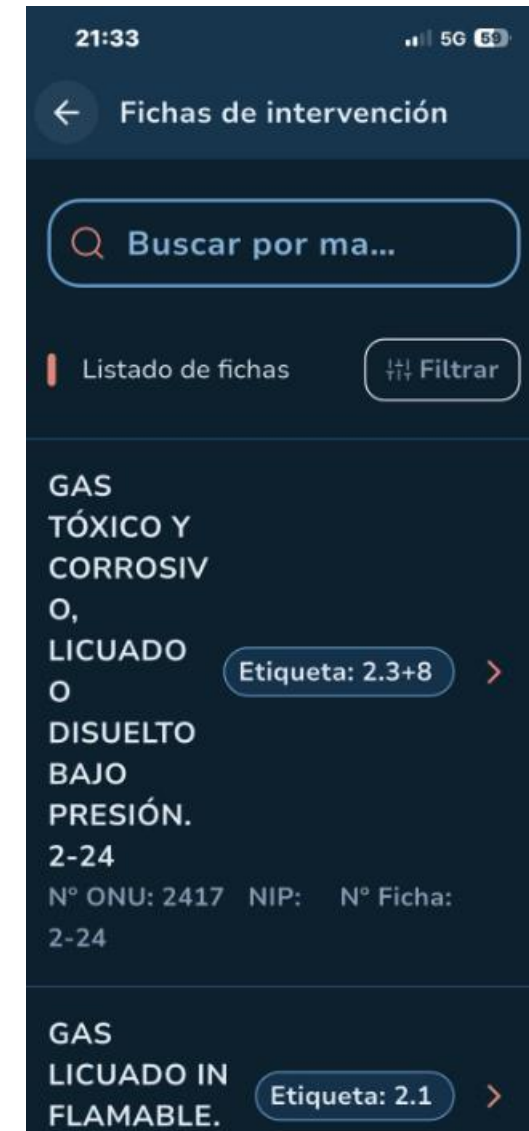 21:33
5G 59
Fichas de intervención
Buscar por ma...
Listado de fichas
Filtrar
GAS
TÓXICO Y
CORROSIV
O,
LICUADO
O
DISUELTO
BAJO
PRESIÓN.
2-24
Etiqueta: 2.3+8
Nº ONU: 2417 NIP: Nº Ficha:
2-24
GAS
LICUADO IN
FLAMABLE.
Etiqueta: 2.1